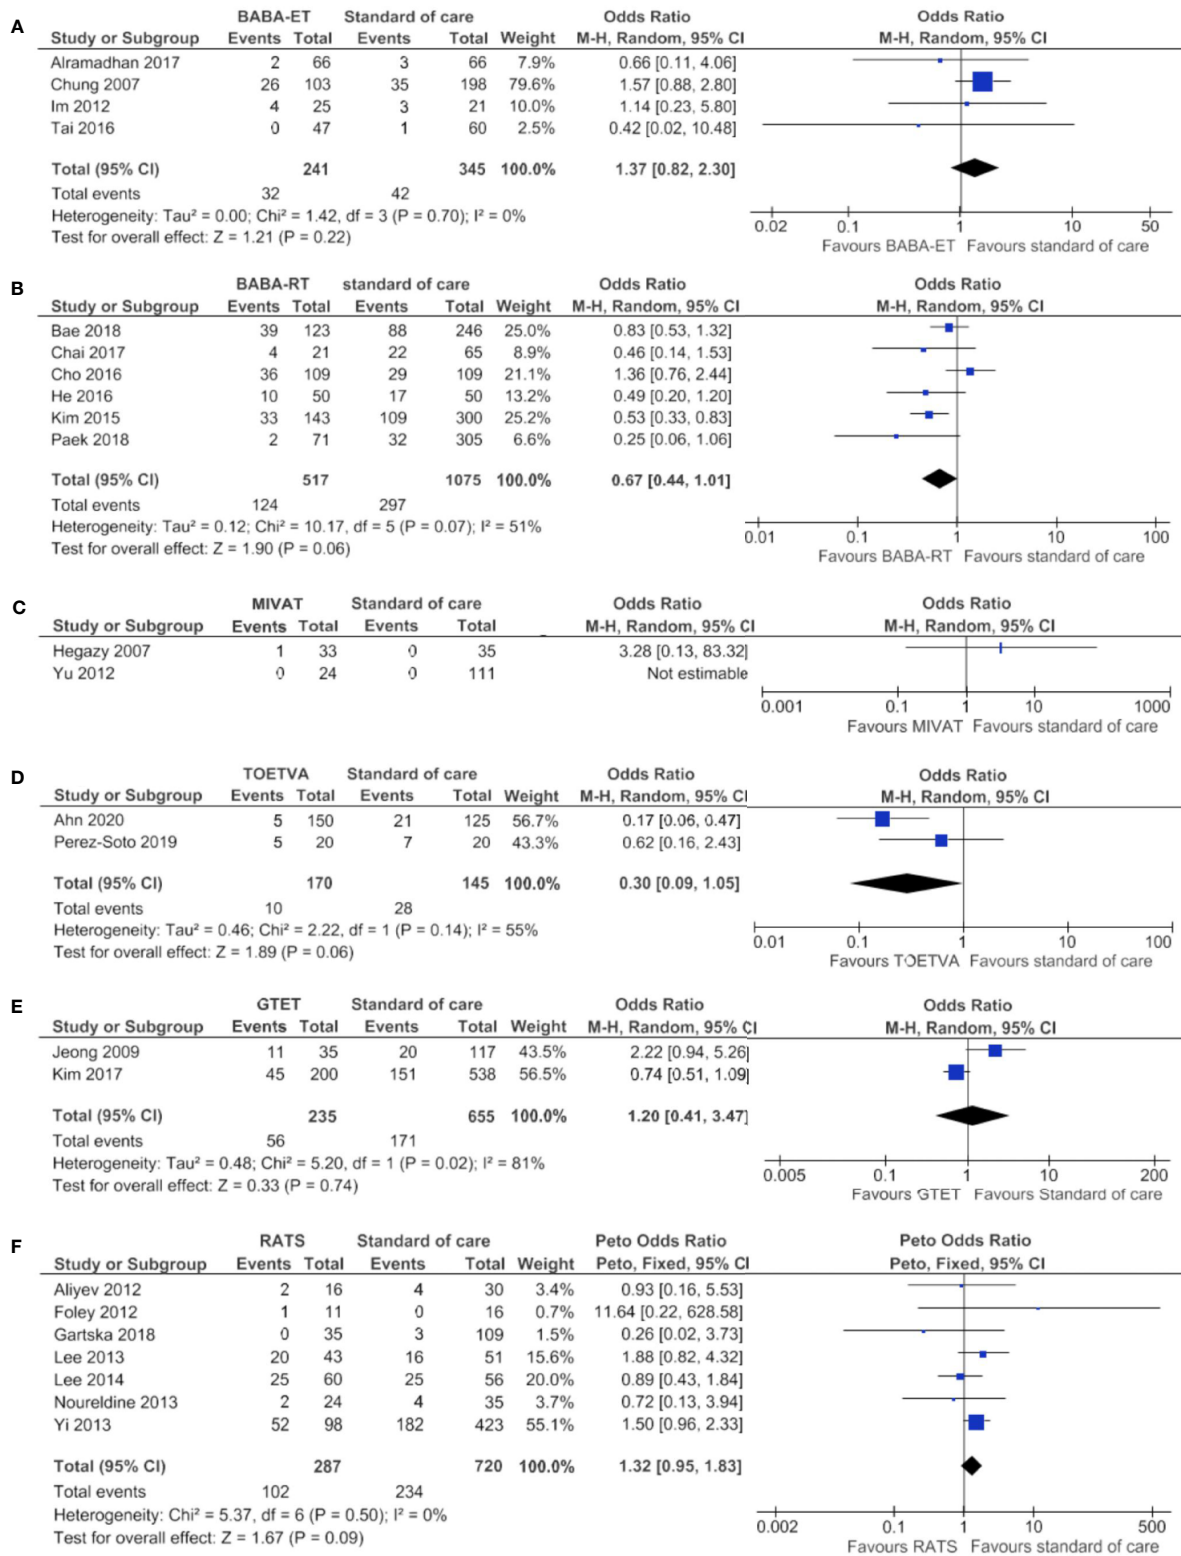 A
BABA-ET Standard of care Odds Ratio Odds Ratio
Study or Subgroup Events Total Events Total Weight M-H, Random, 95% CI M-H, Random, 95% CI
Alramadhan 2017 2 66 3 66 7.9% 0.66 [0.11, 4.06]
Chung 2007 26 103 35 198 79.6% 1.57 [0.88, 2.80]
Im 2012 4 25 3 21 10.0% 1.14 [0.23, 5.80]
Tai 2016 0 47 1 60 2.5% 0.42 [0.02, 10.48]
Total (95% CI) 241 345 100.0% 1.37 [0.82, 2.30]
Total events 32 42
Heterogeneity: Tau² = 0.00; Chi² = 1.42, df = 3 (P = 0.70); I² = 0%
Test for overall effect: Z = 1.21 (P = 0.22)
0.02 0.1 1 10 50
Favours BABA-ET Favours standard of care
B
BABA-RT standard of care Odds Ratio Odds Ratio
Study or Subgroup Events Total Events Total Weight M-H, Random, 95% CI M-H, Random, 95% CI
Bae 2018 39 123 88 246 25.0% 0.83 [0.53, 1.32]
Chai 2017 4 21 22 65 8.9% 0.46 [0.14, 1.53]
Cho 2016 36 109 29 109 21.1% 1.36 [0.76, 2.44]
He 2016 10 50 17 50 13.2% 0.49 [0.20, 1.20]
Kim 2015 33 143 109 300 25.2% 0.53 [0.33, 0.83]
Paek 2018 2 71 32 305 6.6% 0.25 [0.06, 1.06]
Total (95% CI) 517 1075 100.0% 0.67 [0.44, 1.01]
Total events 124 297
Heterogeneity: Tau² = 0.12; Chi² = 10.17, df = 5 (P = 0.07); I² = 51%
Test for overall effect: Z = 1.90 (P = 0.06)
0.01 0.1 1 10 100
Favours BABA-RT Favours standard of care
C
MIVAT Standard of care Odds Ratio Odds Ratio
Study or Subgroup Events Total Events Total M-H, Random, 95% CI M-H, Random, 95% CI
Hegazy 2007 1 33 0 35 3.28 [0.13, 83.32]
Yu 2012 0 24 0 111 Not estimable
0.001 0.1 1 10 1000
Favours MIVAT Favours standard of care
D
TOETVA Standard of care Odds Ratio Odds Ratio
Study or Subgroup Events Total Events Total Weight M-H, Random, 95% CI M-H, Random, 95% CI
Ahn 2020 5 150 21 125 56.7% 0.17 [0.06, 0.47]
Perez-Soto 2019 5 20 7 20 43.3% 0.62 [0.16, 2.43]
Total (95% CI) 170 145 100.0% 0.30 [0.09, 1.05]
Total events 10 28
Heterogeneity: Tau² = 0.46; Chi² = 2.22, df = 1 (P = 0.14); I² = 55%
Test for overall effect: Z = 1.89 (P = 0.06)
0.01 0.1 1 10 100
Favours TOETVA Favours standard of care
E
GTET Standard of care Odds Ratio Odds Ratio
Study or Subgroup Events Total Events Total Weight M-H, Random, 95% CI M-H, Random, 95% CI
Jeong 2009 11 35 20 117 43.5% 2.22 [0.94, 5.26]
Kim 2017 45 200 151 538 56.5% 0.74 [0.51, 1.09]
Total (95% CI) 235 655 100.0% 1.20 [0.41, 3.47]
Total events 56 171
Heterogeneity: Tau² = 0.48; Chi² = 5.20, df = 1 (P = 0.02); I² = 81%
Test for overall effect: Z = 0.33 (P = 0.74)
0.005 0.1 1 10 200
Favours GTET Favours Standard of care
F
RATS Standard of care Peto Odds Ratio Peto Odds Ratio
Study or Subgroup Events Total Events Total Weight Peto, Fixed, 95% CI Peto, Fixed, 95% CI
Aliyev 2012 2 16 4 30 3.4% 0.93 [0.16, 5.53]
Foley 2012 1 11 0 16 0.7% 11.64 [0.22, 628.58]
Gartska 2018 0 35 3 109 1.5% 0.26 [0.02, 3.73]
Lee 2013 20 43 16 51 15.6% 1.88 [0.82, 4.32]
Lee 2014 25 60 25 56 20.0% 0.89 [0.43, 1.84]
Noureldine 2013 2 24 4 35 3.7% 0.72 [0.13, 3.94]
Yi 2013 52 98 182 423 55.1% 1.50 [0.96, 2.33]
Total (95% CI) 287 720 100.0% 1.32 [0.95, 1.83]
Total events 102 234
Heterogeneity: Chi² = 5.37, df = 6 (P = 0.50); I² = 0%
Test for overall effect: Z = 1.67 (P = 0.09)
0.002 0.1 1 10 500
Favours RATS Favours standard of care